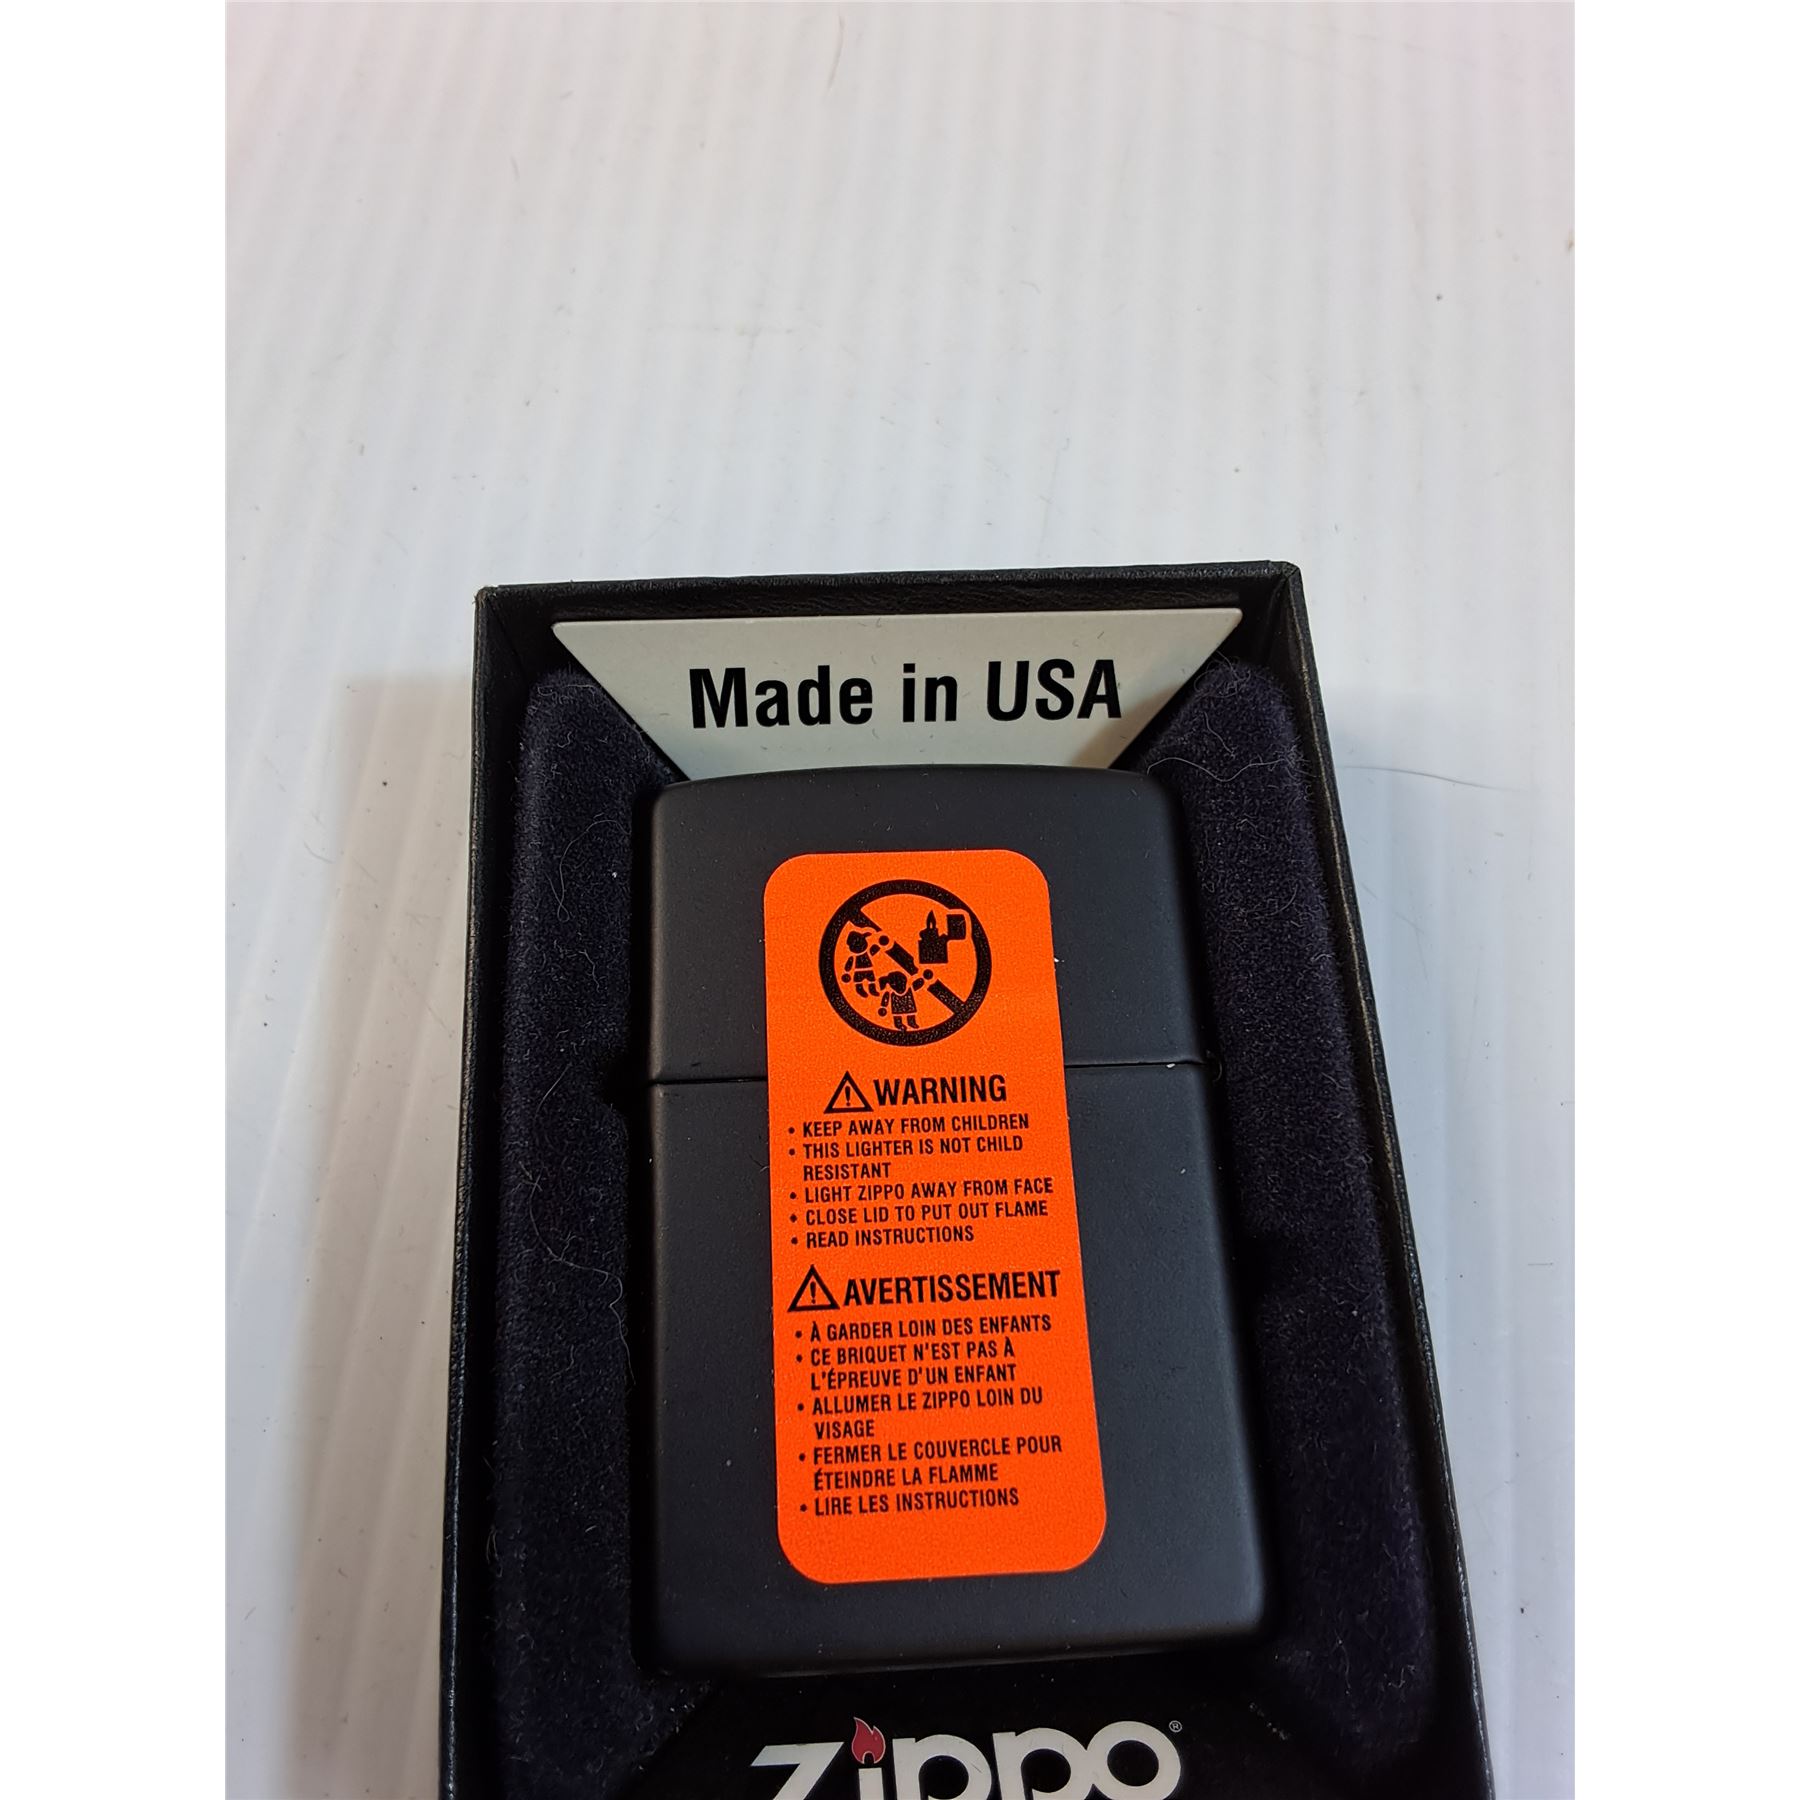 Made in USA
WARNING
• KEEP AWAY FROM CHILDREN
• THIS LIGHTER IS NOT CHILD
RESISTANT
• LIGHT ZIPPO AWAY FROM FACE
• CLOSE LID TO PUT OUT FLAME
• READ INSTRUCTIONS
AVERTISSEMENT
• À GARDER LOIN DES ENFANTS
• CE BRIQUET N'EST PAS À
L'ÉPREUVE D'UN ENFANT
• ALLUMER LE ZIPPO LOIN DU
VISAGE
• FERMER LE COUVERCLE POUR
ÉTEINDRE LA FLAMME
• LIRE LES INSTRUCTIONS
zippo®